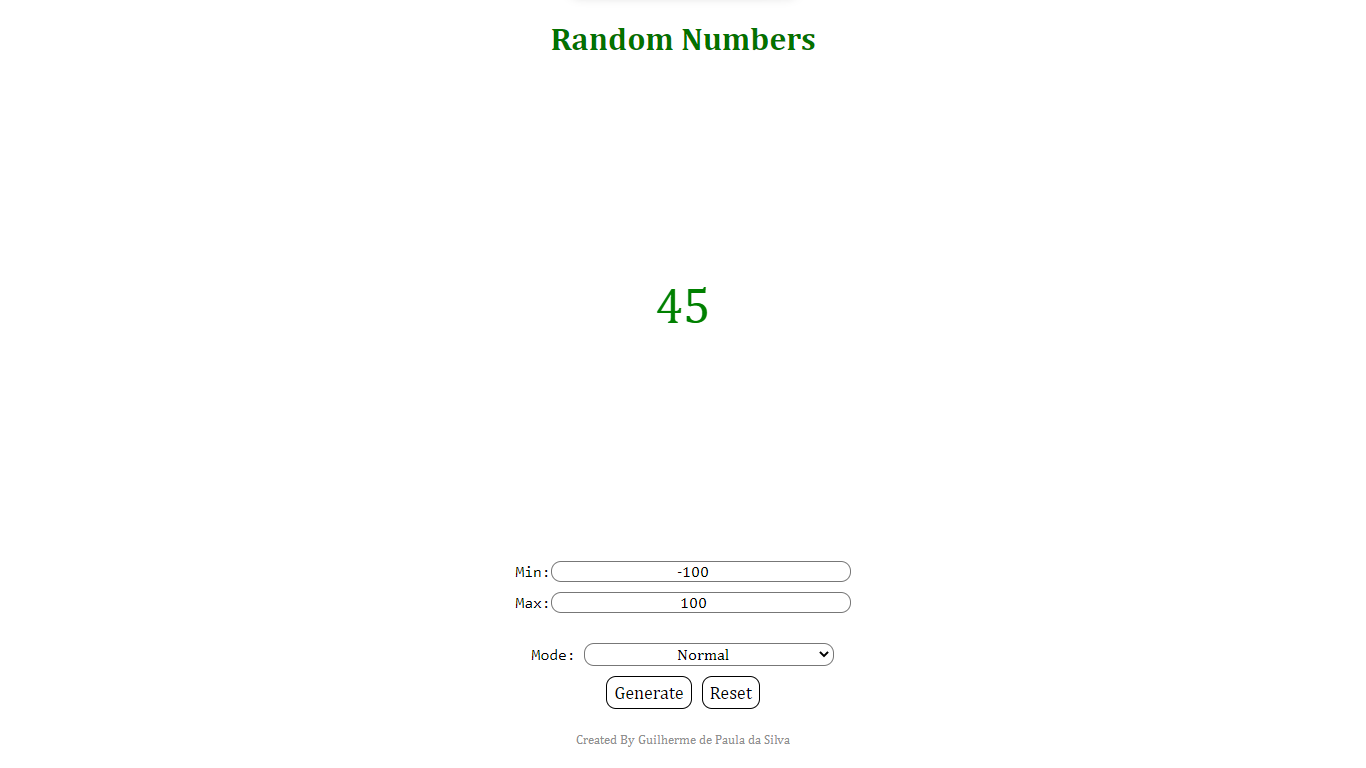 Random Numbers
45
Min: -100
Max: 100
Mode: Normal
Generate Reset
Created By Guilherme de Paula da Silva